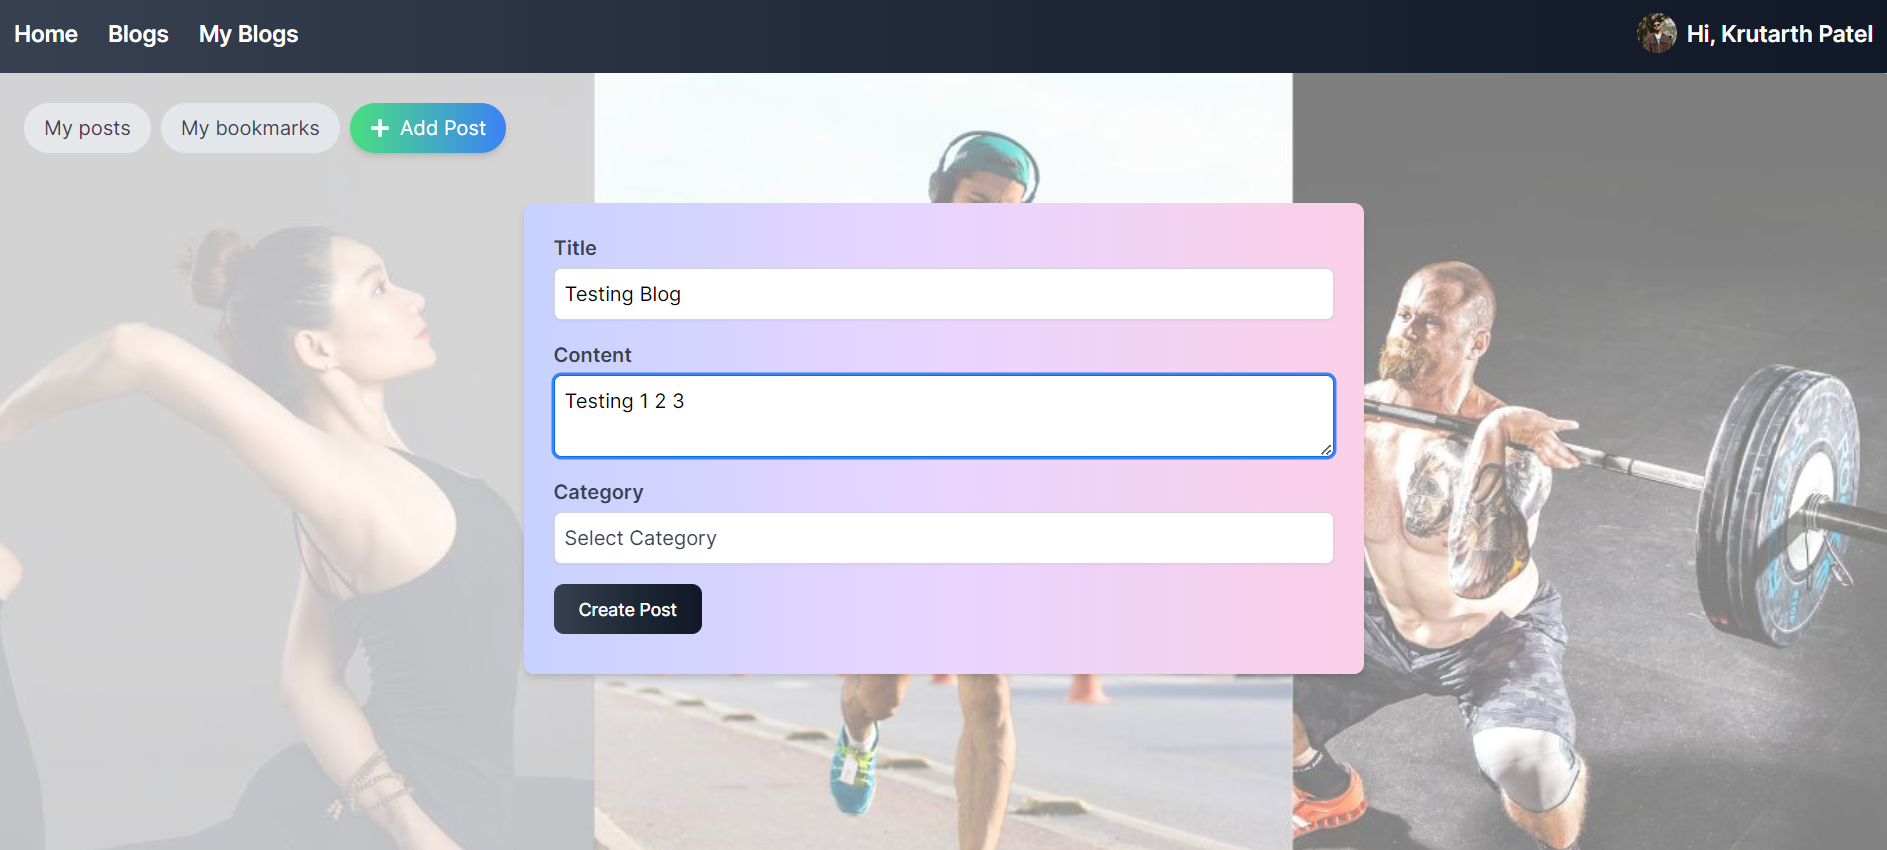 Home Blogs My Blogs Hi, Krutarth Patel
My posts My bookmarks + Add Post
Title
Testing Blog
Content
Testing 1 2 3
Category
Select Category
Create Post